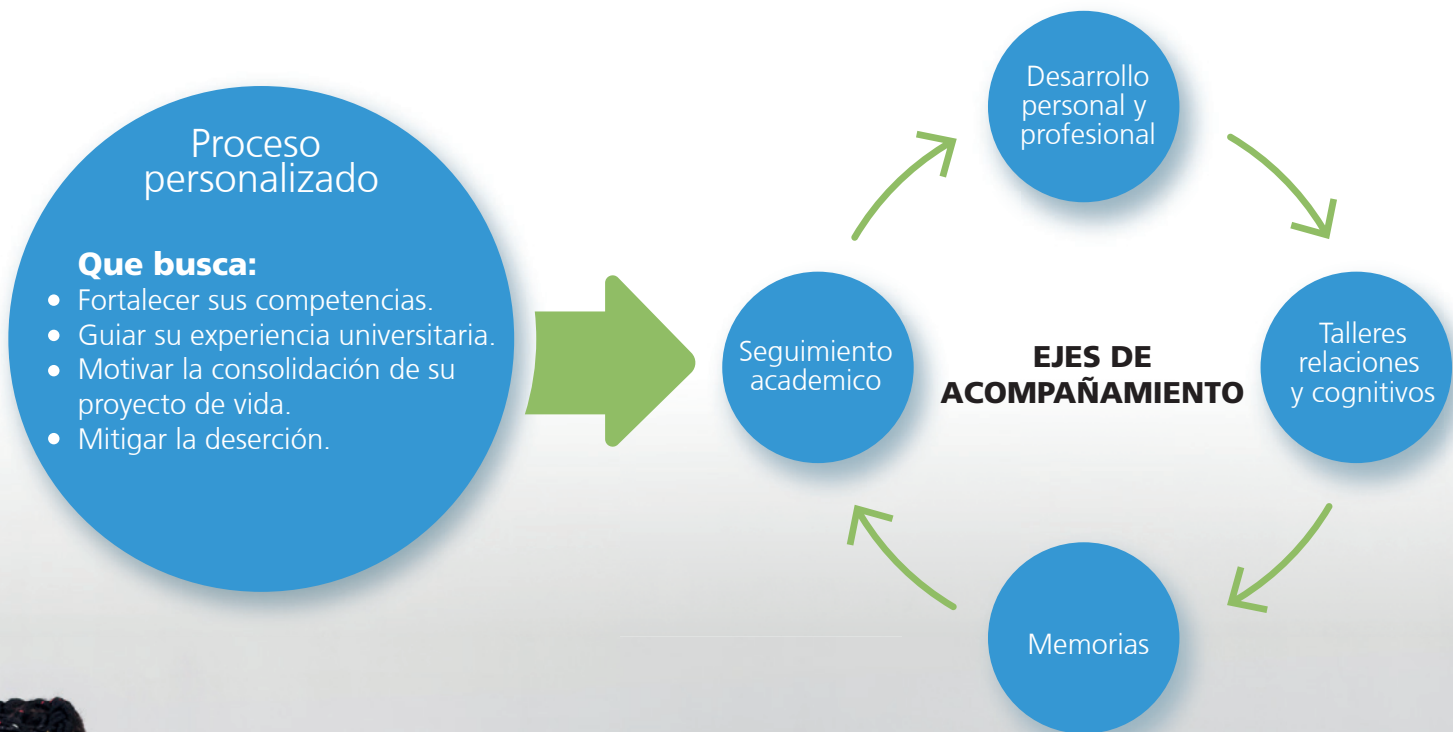 Proceso
personalizado
Que busca:
• Fortalecer sus competencias.
• Guiar su experiencia universitaria.
• Motivar la consolidación de su
proyecto de vida.
• Mitigar la deserción.
Desarrollo
personal y
profesional
Seguimiento
academico
EJES DE
ACOMPAÑAMIENTO
Talleres
relaciones
y cognitivos
Memorias